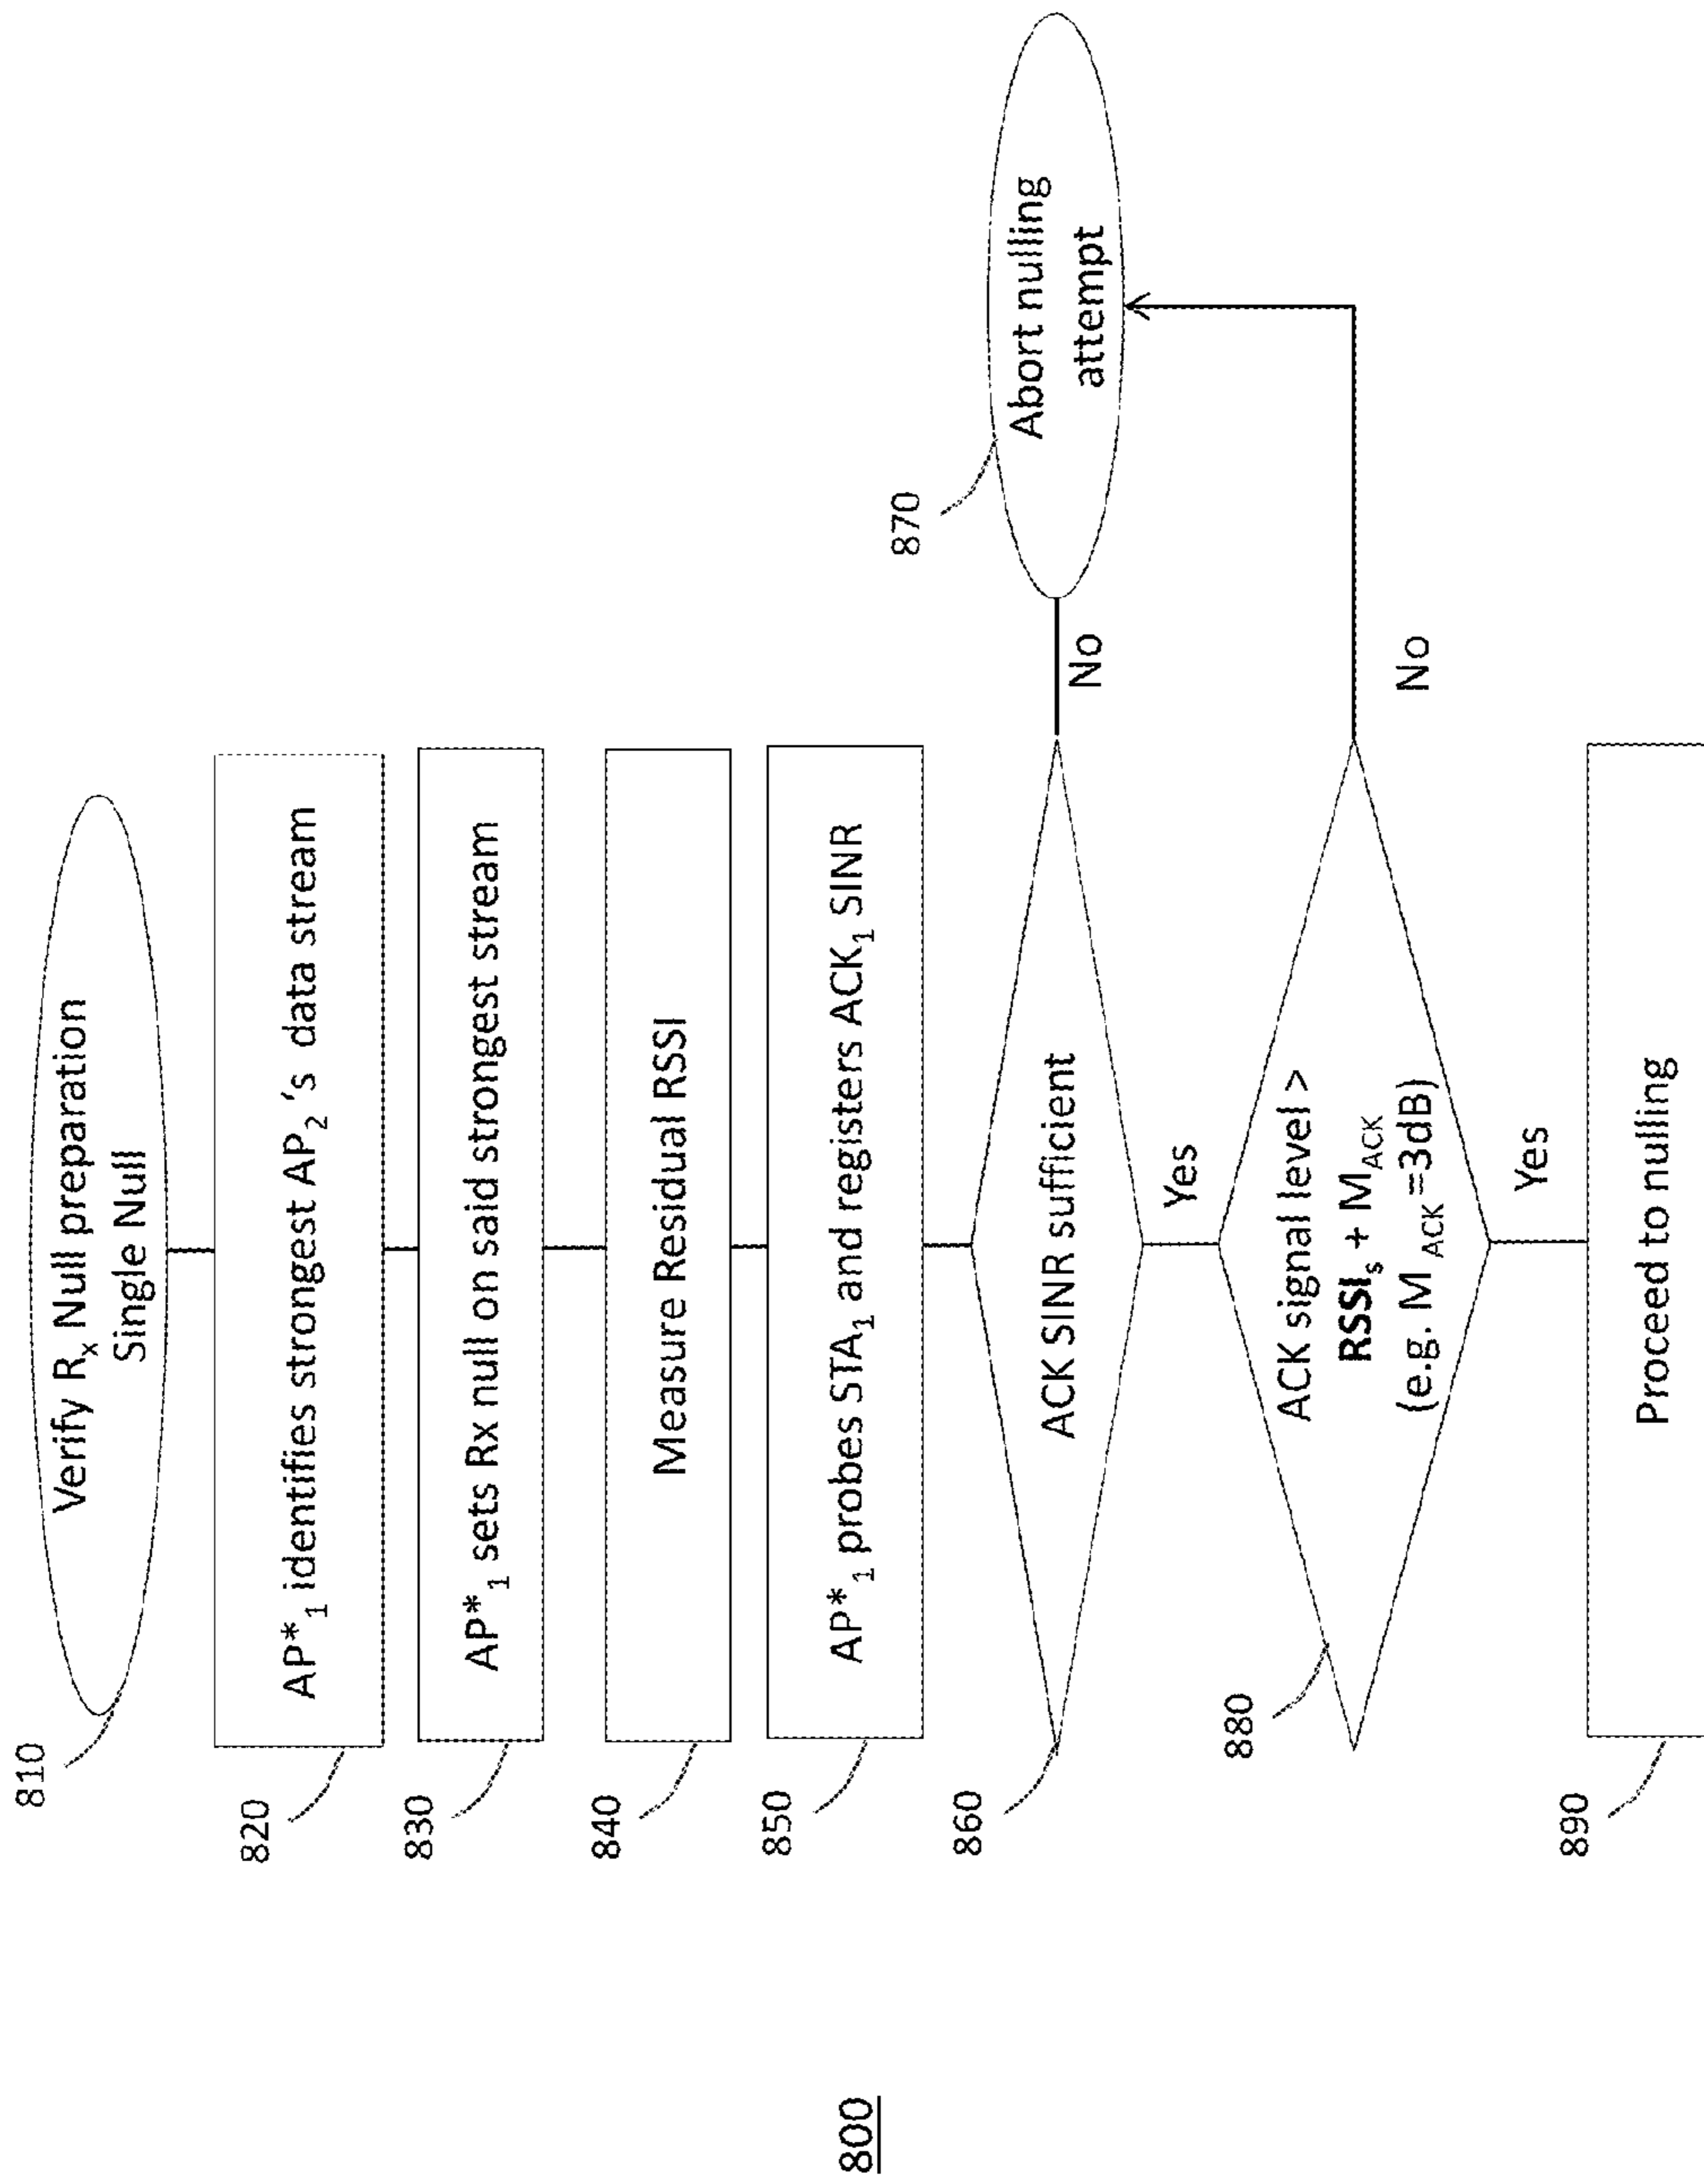 800
810
Verify Rx Null preparation
Single Null
820
AP*1 identifies strongest AP2's data stream
830
AP*1 sets Rx null on said strongest stream
840
Measure Residual RSSI
850
AP*1 probes STA1 and registers ACK1 SINR
860
ACK SINR sufficient
No
870
Abort nulling
attempt
Yes
880
ACK signal level >
RSSIs + MACK
(e.g. MACK=3dB)
No
Yes
890
Proceed to nulling